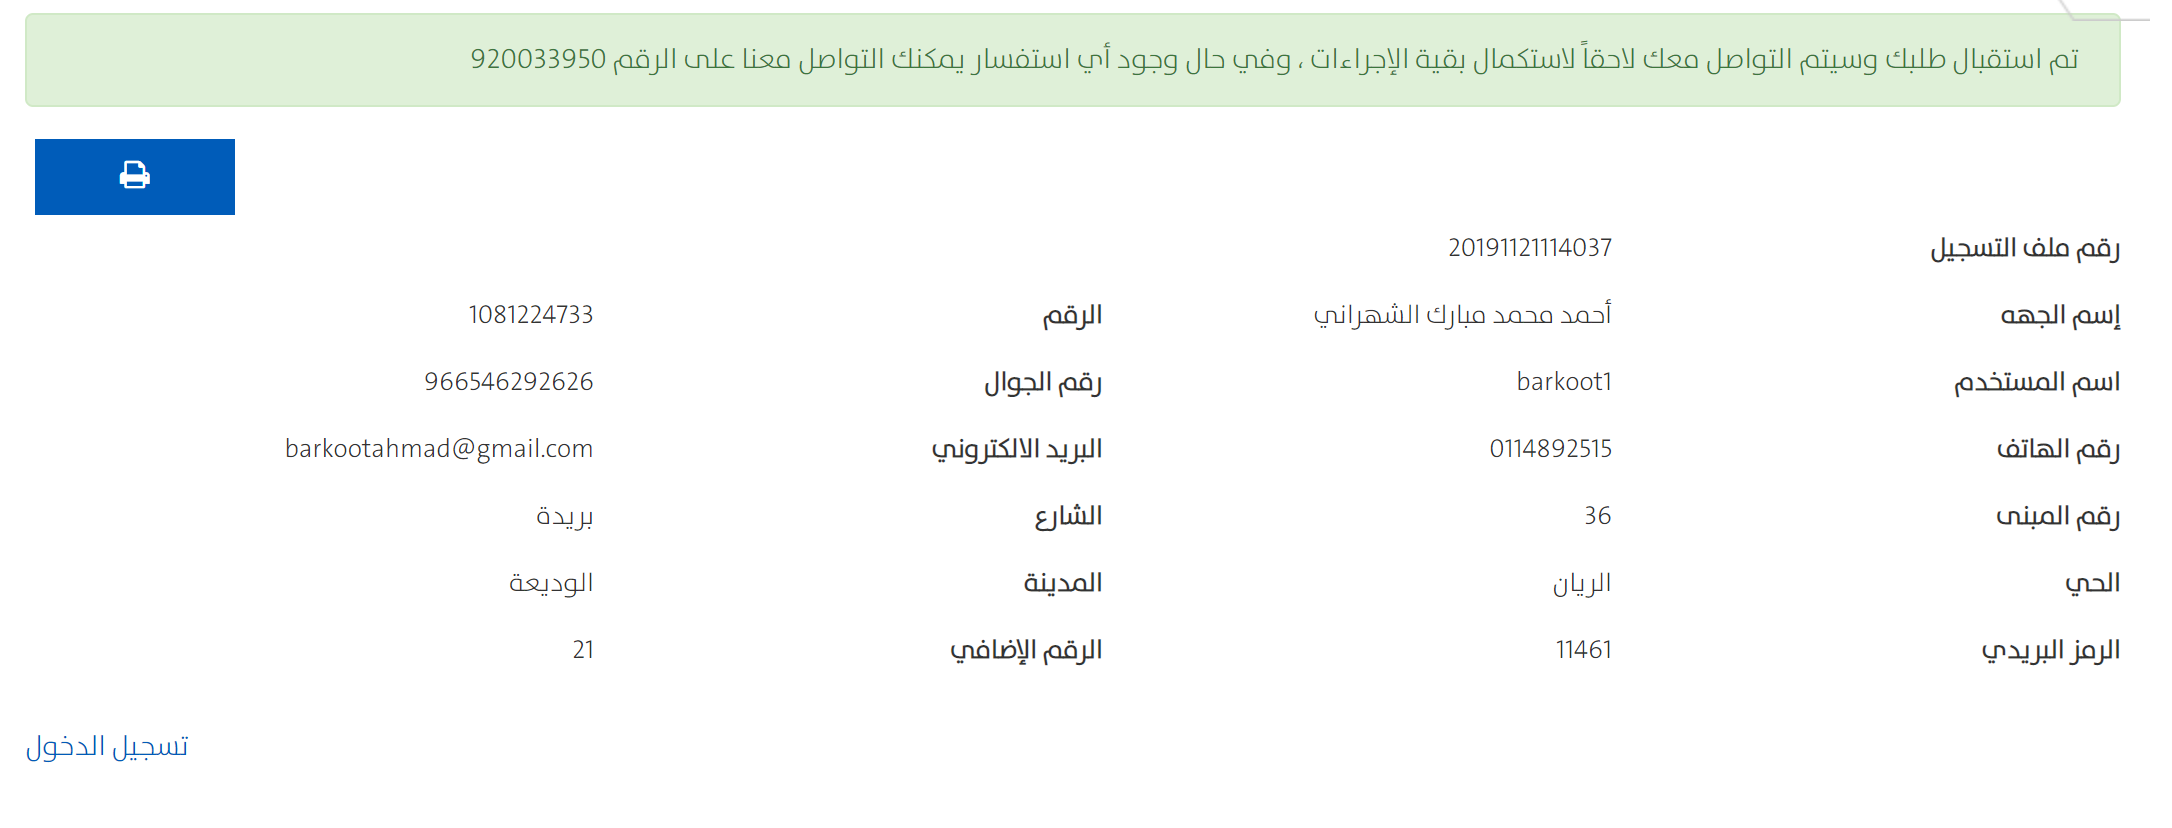 تم استقبال طلبك وسيتم التواصل معك لاحقاً لاستكمال بقية الإجراءات ، وفي حال وجود أي استفسار يمكنك التواصل معنا على الرقم 920033950
رقم ملف التسجيل 20191121114037
إسم الجهه أحمد محمد مبارك الشهراني الرقم 1081224733
اسم المستخدم barkoot1 رقم الجوال 966546292626
رقم الهاتف 0114892515 البريد الالكتروني barkootahmad@gmail.com
رقم المبنى 36 الشارع بريدة
الحي الريان المدينة الوديعة
الرمز البريدي 11461 الرقم الإضافي 21
تسجيل الدخول